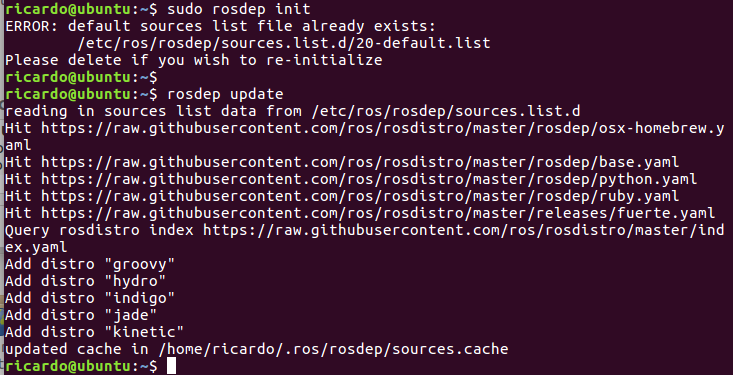 ricardo@ubuntu:~$ sudo rosdep init
ERROR: default sources list file already exists:
        /etc/ros/rosdep/sources.list.d/20-default.list
Please delete if you wish to re-initialize
ricardo@ubuntu:~$
ricardo@ubuntu:~$ rosdep update
reading in sources list data from /etc/ros/rosdep/sources.list.d
Hit https://raw.githubusercontent.com/ros/rosdistro/master/rosdep/osx-homebrew.y
aml
Hit https://raw.githubusercontent.com/ros/rosdistro/master/rosdep/base.yaml
Hit https://raw.githubusercontent.com/ros/rosdistro/master/rosdep/python.yaml
Hit https://raw.githubusercontent.com/ros/rosdistro/master/rosdep/ruby.yaml
Hit https://raw.githubusercontent.com/ros/rosdistro/master/releases/fuerte.yaml
Query rosdistro index https://raw.githubusercontent.com/ros/rosdistro/master/ind
ex.yaml
Add distro "groovy"
Add distro "hydro"
Add distro "indigo"
Add distro "jade"
Add distro "kinetic"
updated cache in /home/ricardo/.ros/rosdep/sources.cache
ricardo@ubuntu:~$